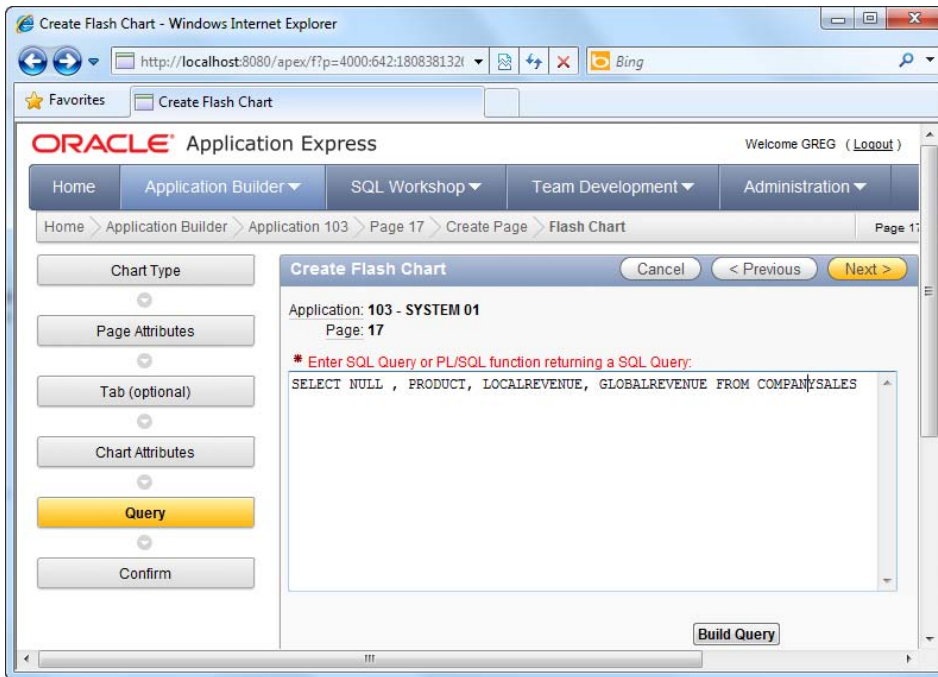 Create Flash Chart - Windows Internet Explorer
http://localhost:8080/apex/f?p=4000:642:180838132
Bing
Favorites
Create Flash Chart
ORACLE Application Express
Welcome GREG ( Logout )
Home Application Builder SQL Workshop Team Development Administration
Home Application Builder Application 103 Page 17 Create Page Flash Chart Page 17
Chart Type
Page Attributes
Tab (optional)
Chart Attributes
Query
Confirm
Create Flash Chart
Cancel < Previous Next >
Application: 103 - SYSTEM 01
Page: 17
* Enter SQL Query or PL/SQL function returning a SQL Query:
SELECT NULL , PRODUCT, LOCALREVENUE, GLOBALREVENUE FROM COMPANYSALES
Build Query